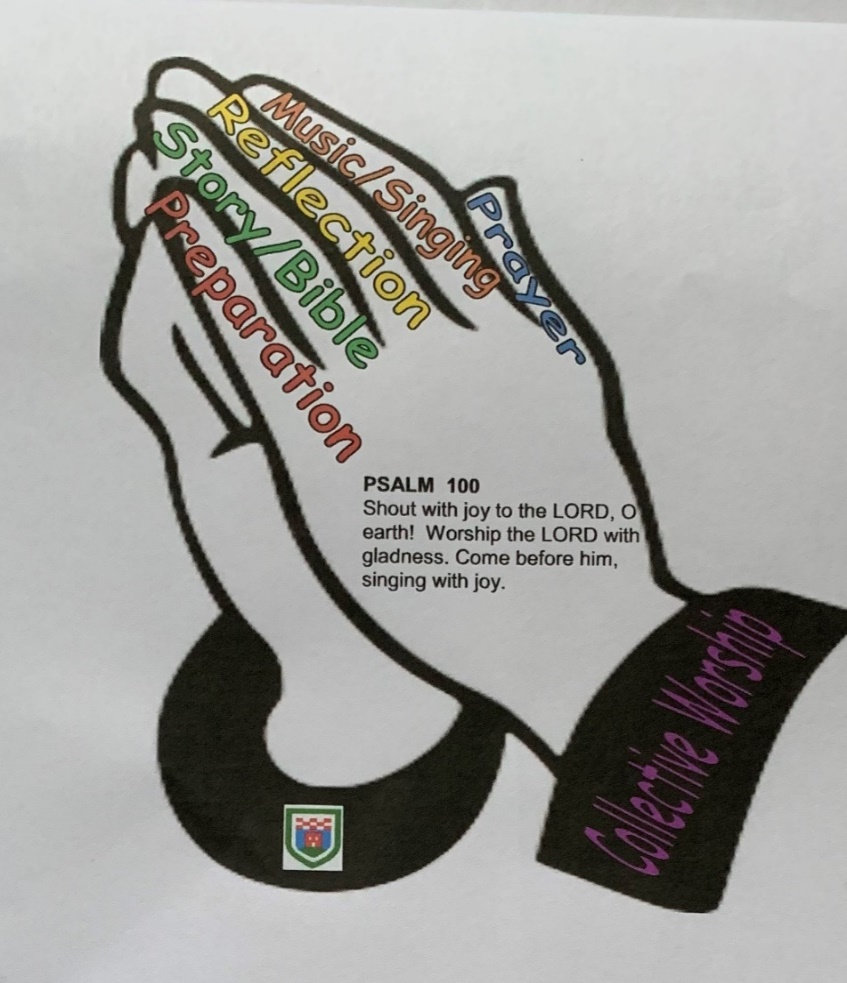 Music/Singing
Reflection
Story/Bible
Preparation
Prayer
PSALM 100
Shout with joy to the LORD, O
earth! Worship the LORD with
gladness. Come before him,
singing with joy.
Collective Worship